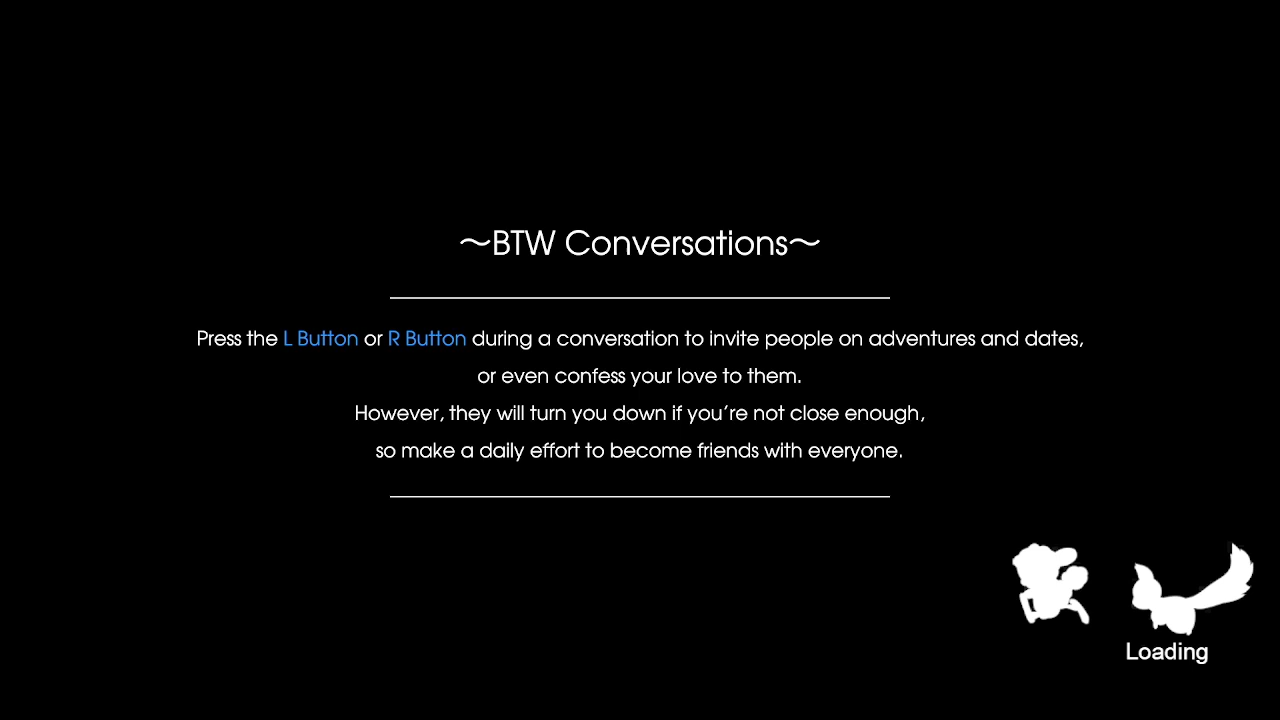 ～BTW Conversations～
Press the L Button or R Button during a conversation to invite people on adventures and dates,
or even confess your love to them.
However, they will turn you down if you’re not close enough,
so make a daily effort to become friends with everyone.
Loading